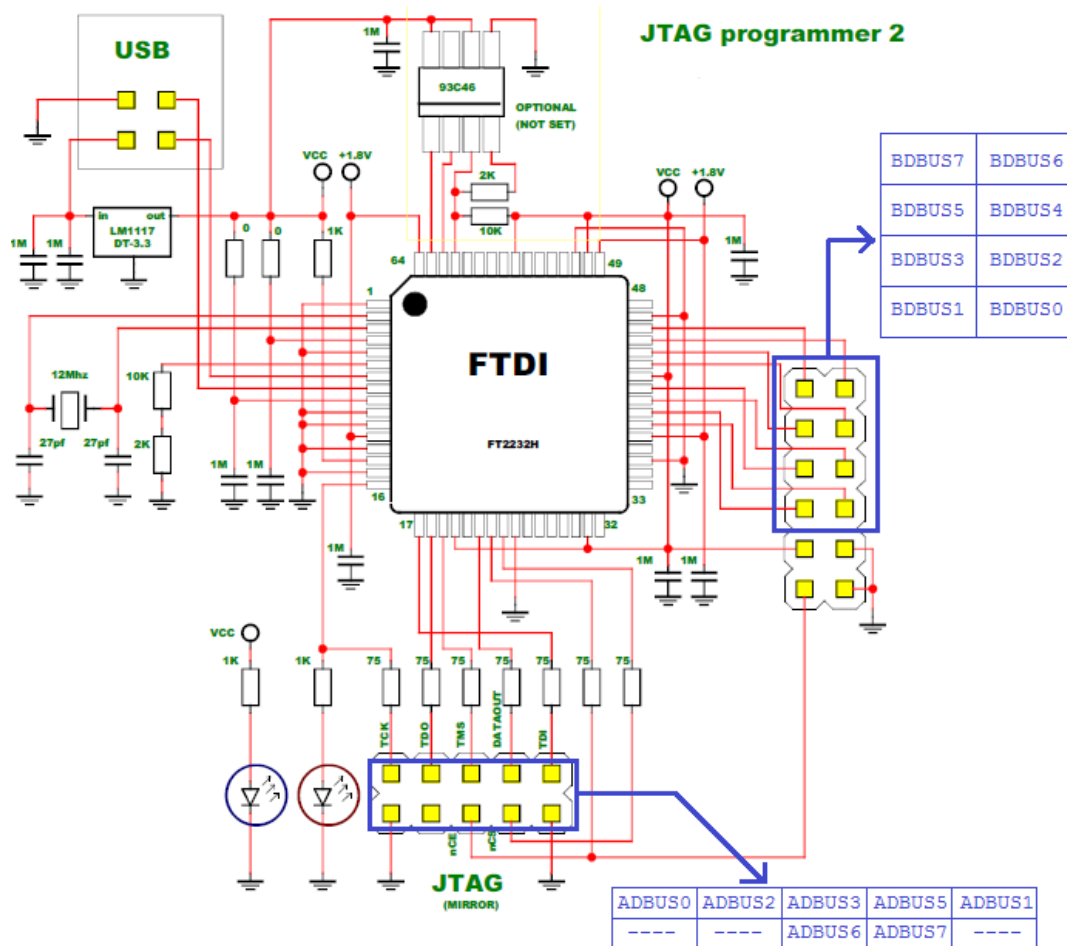 JTAG programmer 2
USB
1M
93C46
OPTIONAL
(NOT SET)
VCC +1.8V
2K
10K
VCC +1.8V
BDBUS7 BDBUS6
BDBUS5 BDBUS4
BDBUS3 BDBUS2
BDBUS1 BDBUS0
in out
LM1117
DT-3.3
1M 1M
0 0 1K
1M
64 49
1 48
FTDI
FT2232H
12Mhz
10K
27pf 27pf
2K
1M 1M
16 33
17 32
1M
1M 1M
VCC
1K 1K 75 75 75 75 75 75 75
TCK TDO TMS DATAOUT TDI
nCE nCS
JTAG
(MIRROR)
ADBUS0 ADBUS2 ADBUS3 ADBUS5 ADBUS1
---- ---- ADBUS6 ADBUS7 ----